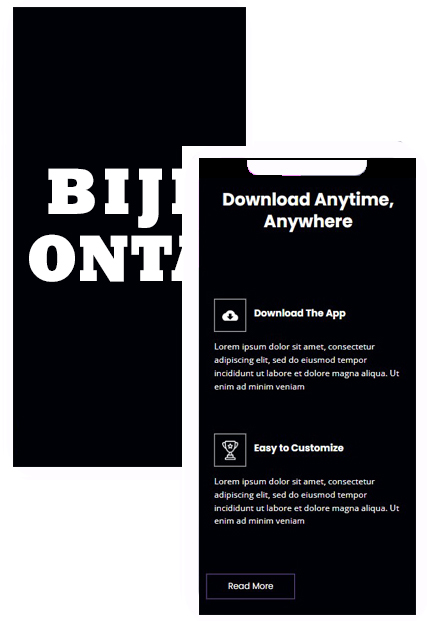 BIJ
ONTA
Download Anytime,
Anywhere
Download The App
Lorem ipsum dolor sit amet, consectetur
adipiscing elit, sed do eiusmod tempor
incididunt ut labore et dolore magna aliqua. Ut
enim ad minim veniam
Easy to Customize
Lorem ipsum dolor sit amet, consectetur
adipiscing elit, sed do eiusmod tempor
incididunt ut labore et dolore magna aliqua. Ut
enim ad minim veniam
Read More